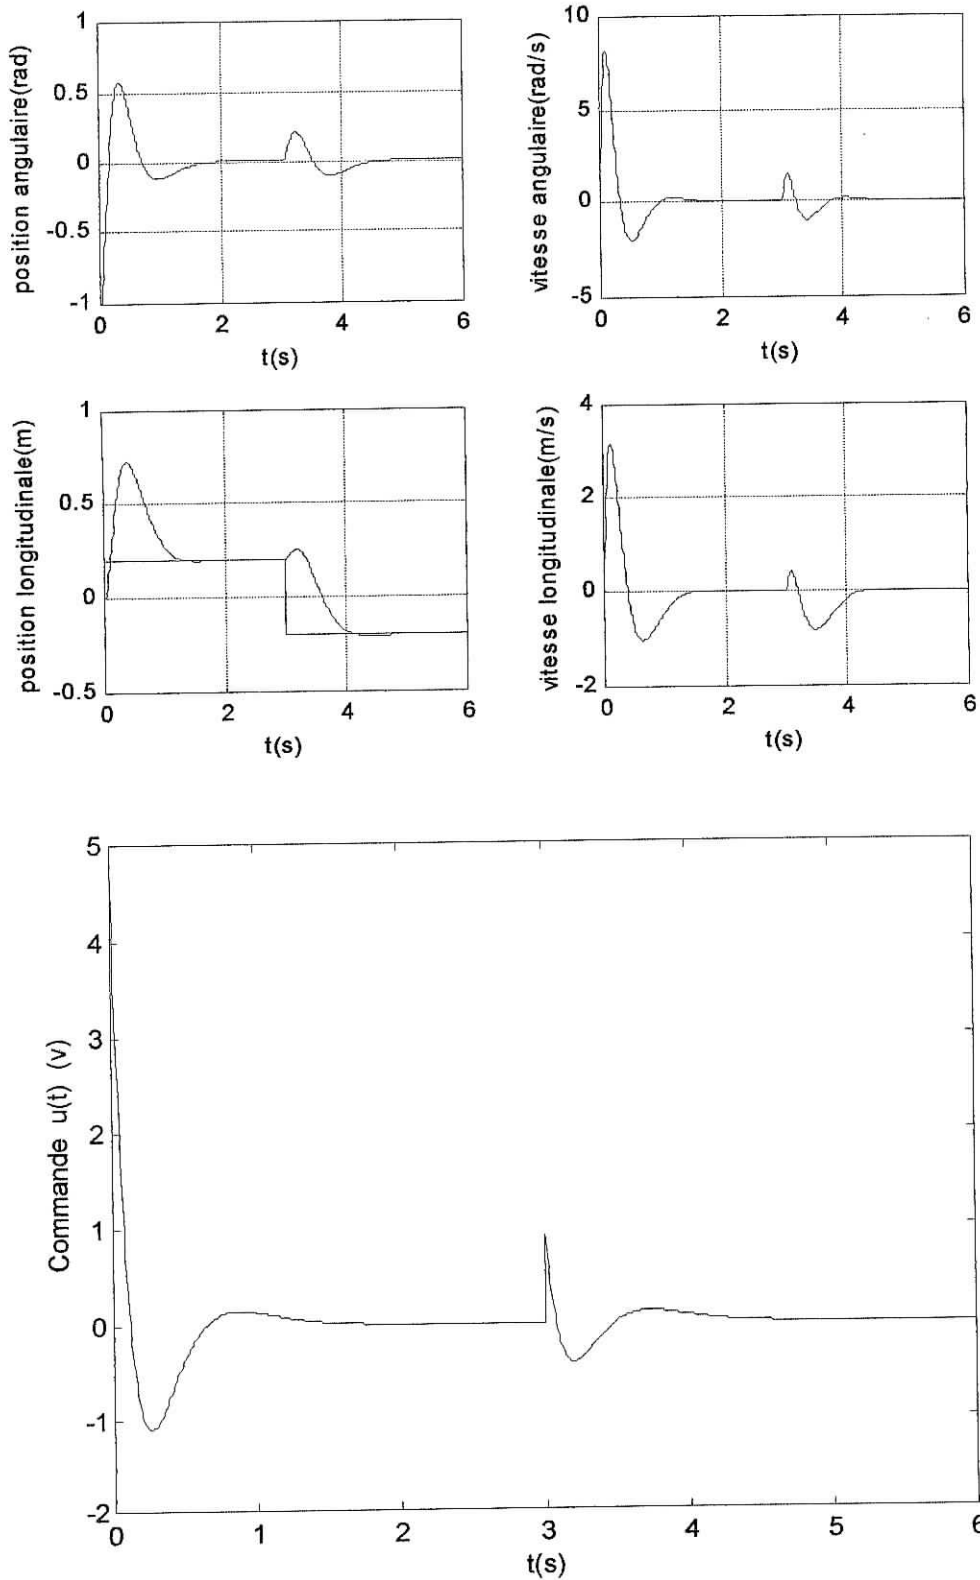 position angulaire(rad)
1
0.5
0
-0.5
-1
0 2 4 6
t(s)
vitesse angulaire(rad/s)
10
5
0
-5
0 2 4 6
t(s)
position longitudinale(m)
1
0.5
0
-0.5
0 2 4 6
t(s)
vitesse longitudinale(m/s)
4
2
0
-2
0 2 4 6
t(s)
Commande u(t) (v)
5
4
3
2
1
0
-1
-2
0 1 2 3 4 5 6
t(s)